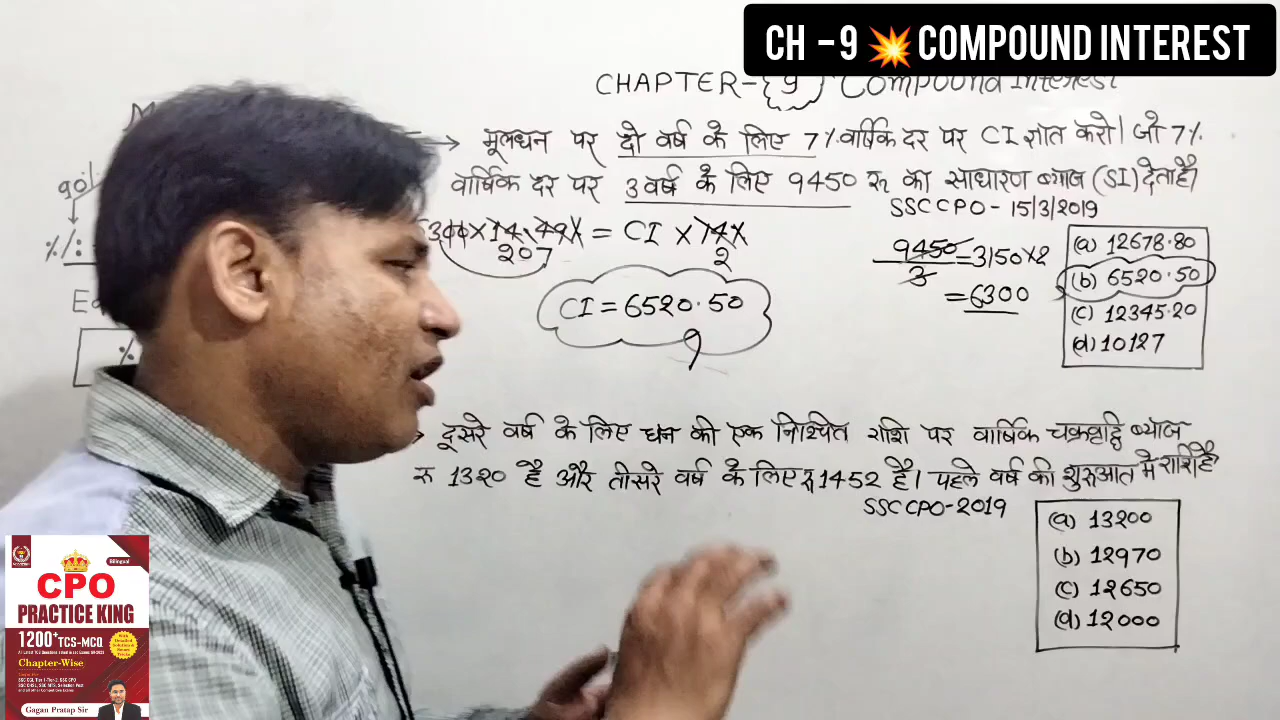 CH - 9 💥 COMPOUND INTEREST
CHAPTER-{9} Compound Interest
→ मूलधन पर दो वर्ष के लिए 7% वार्षिक दर पर CI ज्ञात करो। जो 7%
वार्षिक दर पर 3 वर्ष के लिए 9450 रू का साधारण ब्याज (SI) देता है।
SSC CPO - 15/3/2019
90%
%/:
= CI × 14%
207
2
CI = 6520.50
9450/3 = 3150×2
= 6300
(a) 12678.80
(b) 6520.50
(c) 12345.20
(d) 10127
दूसरे वर्ष के लिए धन की एक निश्चित राशि पर वार्षिक चक्रवृद्धि ब्याज
रू 1320 है और तीसरे वर्ष के लिए रू 1452 है। पहले वर्ष की शुरूआत में राशि है
SSC CPO-2019
(a) 13200
(b) 12970
(c) 12650
(d) 12000
Bilingual
CPO
PRACTICE KING
1200+ TCS-MCQ
Chapter-Wise
Gagan Pratap Sir